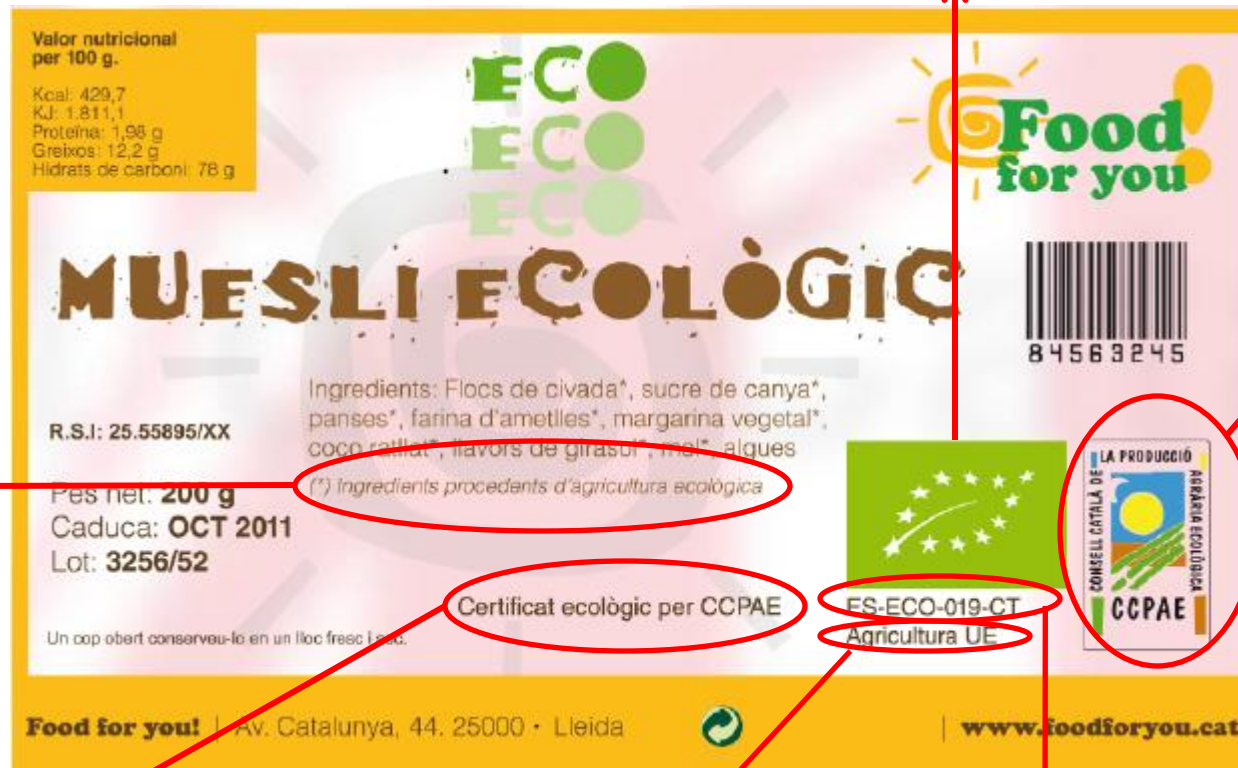 Valor nutricional
per 100 g.
Kcal: 429,7
KJ: 1.811,1
Proteïna: 1,98 g
Greixos: 12,2 g
Hidrats de carboni: 78 g
ECO
ECO
ECO
Food
for you!
MUESLI ECOLÒGIC
84563245
Ingredients: Flocs de civada*, sucre de canya*,
panses*, farina d'ametlles*, margarina vegetal*,
coco ratllat*, llavors de girasol*, mel*, algues
(*) Ingredients procedents d'agricultura ecològica
R.S.I: 25.55895/XX
Pes net: 200 g
Caduca: OCT 2011
Lot: 3256/52
Certificat ecològic per CCPAE
ES-ECO-019-CT
Agricultura UE
CONSELL CATALÀ DE
LA PRODUCCIÓ
AGRÀRIA ECOLÒGICA
CCPAE
Un cop obert conserveu-lo en un lloc fresc i sec.
Food for you! | Av. Catalunya, 44. 25000 · Lleida
| www.foodforyou.cat